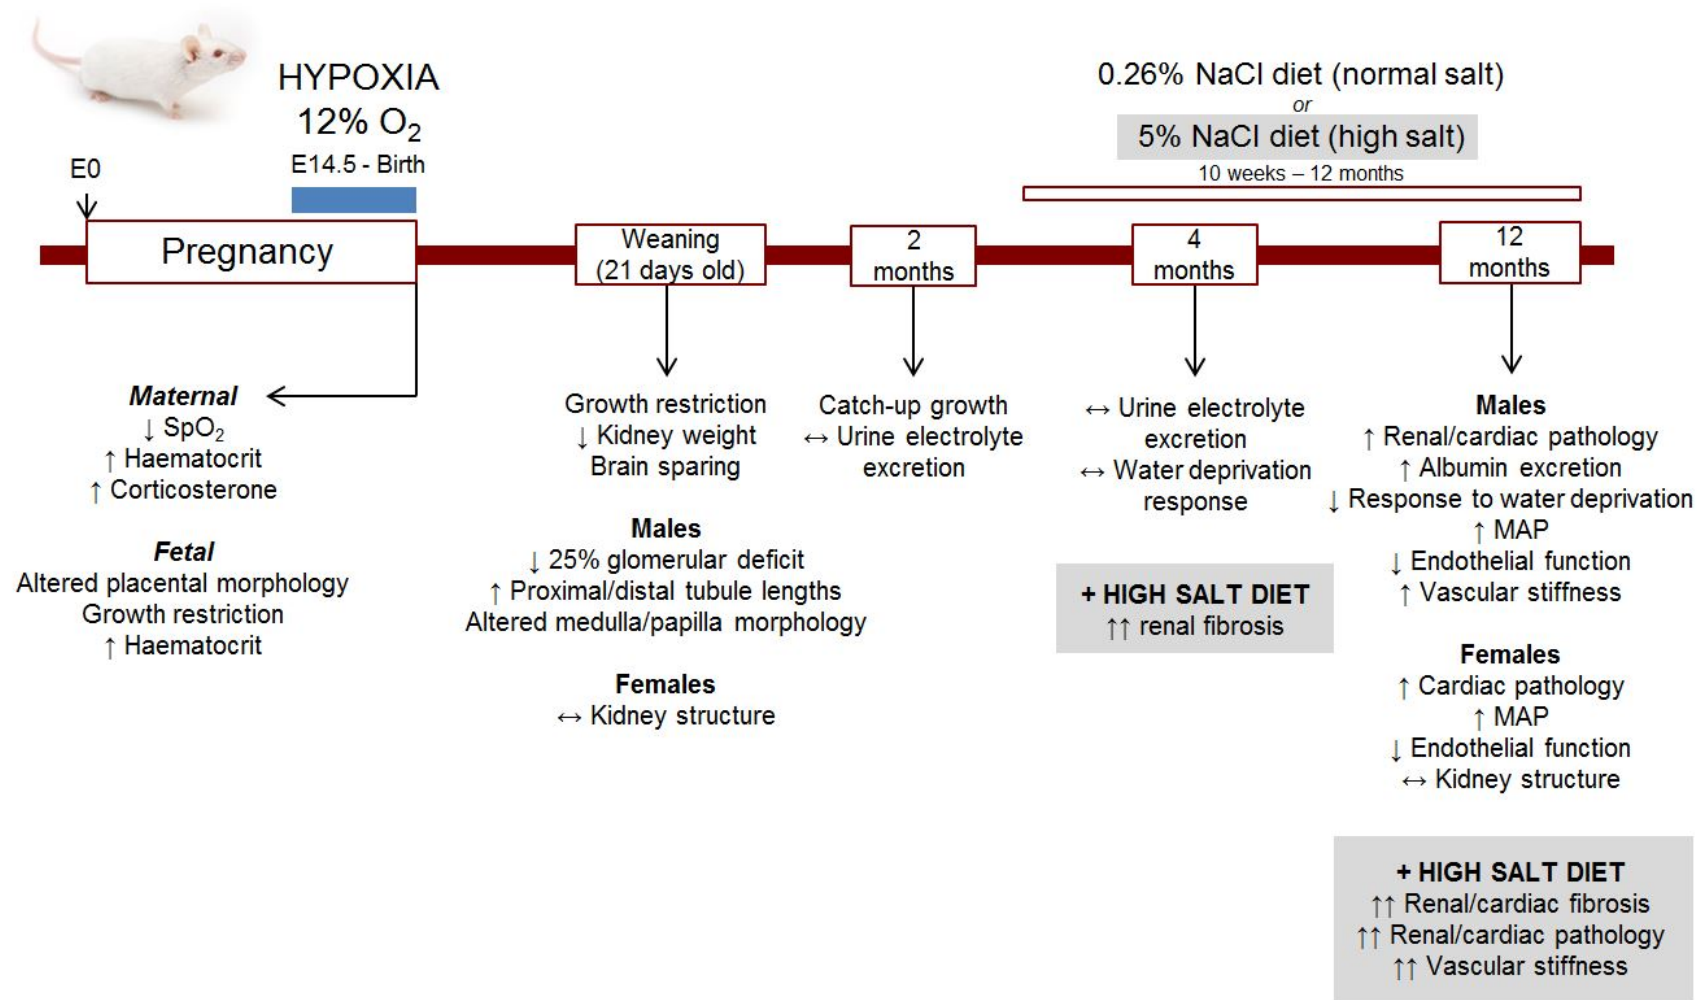 HYPOXIA
12% O₂
E14.5 - Birth
E0
0.26% NaCl diet (normal salt)
or
5% NaCl diet (high salt)
10 weeks – 12 months
Pregnancy
Weaning
(21 days old)
2
months
4
months
12
months
Maternal
↓ SpO₂
↑ Haematocrit
↑ Corticosterone
Fetal
Altered placental morphology
Growth restriction
↑ Haematocrit
Growth restriction
↓ Kidney weight
Brain sparing
Males
↓ 25% glomerular deficit
↑ Proximal/distal tubule lengths
Altered medulla/papilla morphology
Females
↔ Kidney structure
Catch-up growth
↔ Urine electrolyte
excretion
↔ Urine electrolyte
excretion
↔ Water deprivation
response
+ HIGH SALT DIET
↑↑ renal fibrosis
Males
↑ Renal/cardiac pathology
↑ Albumin excretion
↓ Response to water deprivation
↑ MAP
↓ Endothelial function
↑ Vascular stiffness
Females
↑ Cardiac pathology
↑ MAP
↓ Endothelial function
↔ Kidney structure
+ HIGH SALT DIET
↑↑ Renal/cardiac fibrosis
↑↑ Renal/cardiac pathology
↑↑ Vascular stiffness